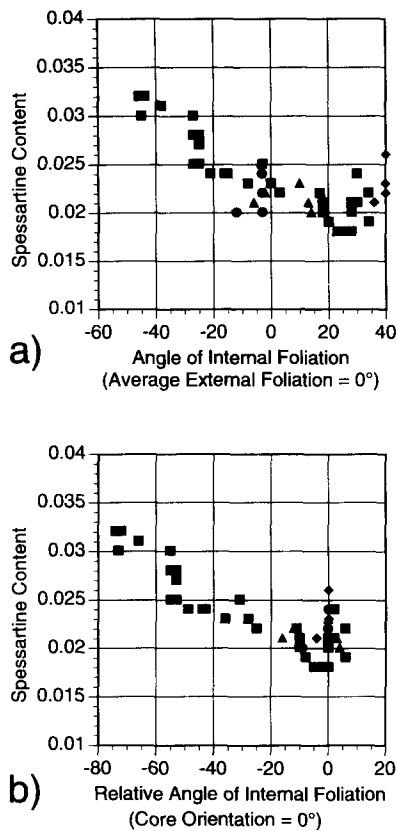 0.04
0.035
0.03
0.025
0.02
0.015
0.01
Spessartine Content
-60 -40 -20 0 20 40
a)
Angle of Internal Foliation
(Average External Foliation = 0°)
0.04
0.035
0.03
0.025
0.02
0.015
0.01
Spessartine Content
-80 -60 -40 -20 0 20
b)
Relative Angle of Internal Foliation
(Core Orientation = 0°)